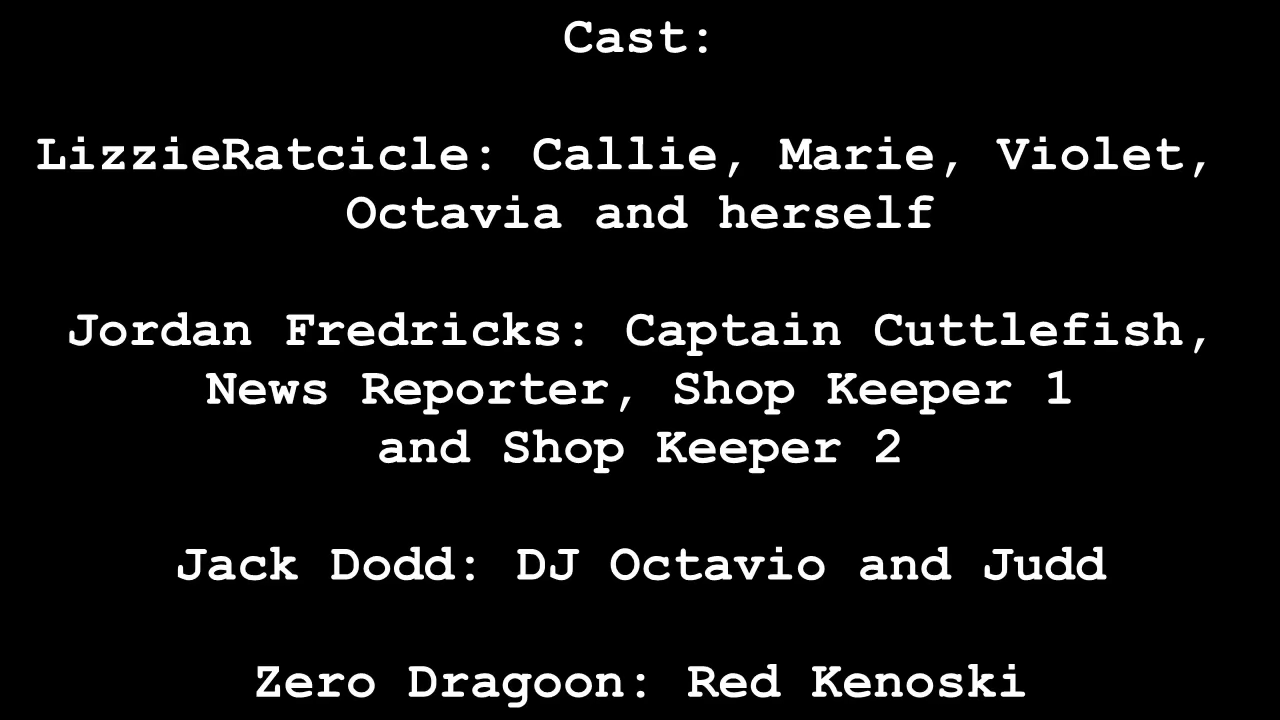 Cast:
LizzieRatcicle: Callie, Marie, Violet,
Octavia and herself
Jordan Fredricks: Captain Cuttlefish,
News Reporter, Shop Keeper 1
and Shop Keeper 2
Jack Dodd: DJ Octavio and Judd
Zero Dragoon: Red Kenoski